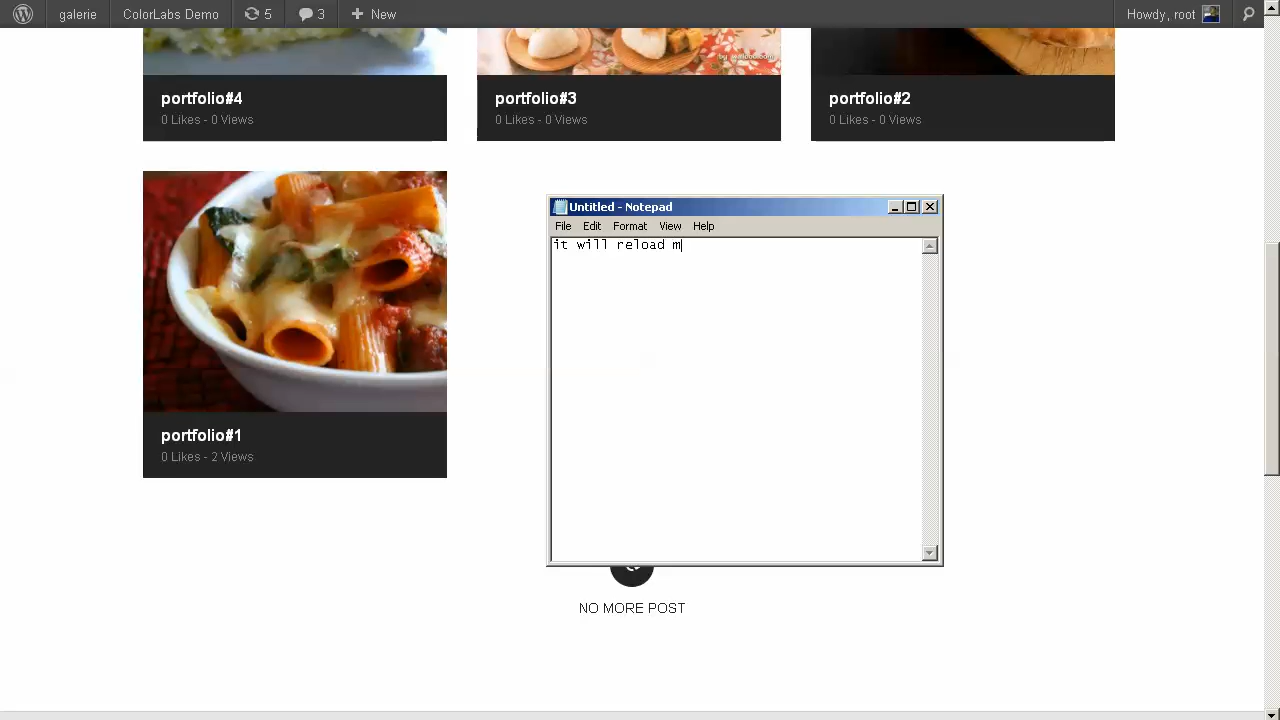 galerie ColorLabs Demo 5 3 New Howdy, root
portfolio#4
0 Likes - 0 Views
portfolio#3
0 Likes - 0 Views
portfolio#2
0 Likes - 0 Views
portfolio#1
0 Likes - 2 Views
Untitled - Notepad
File Edit Format View Help
it will reload m
NO MORE POST